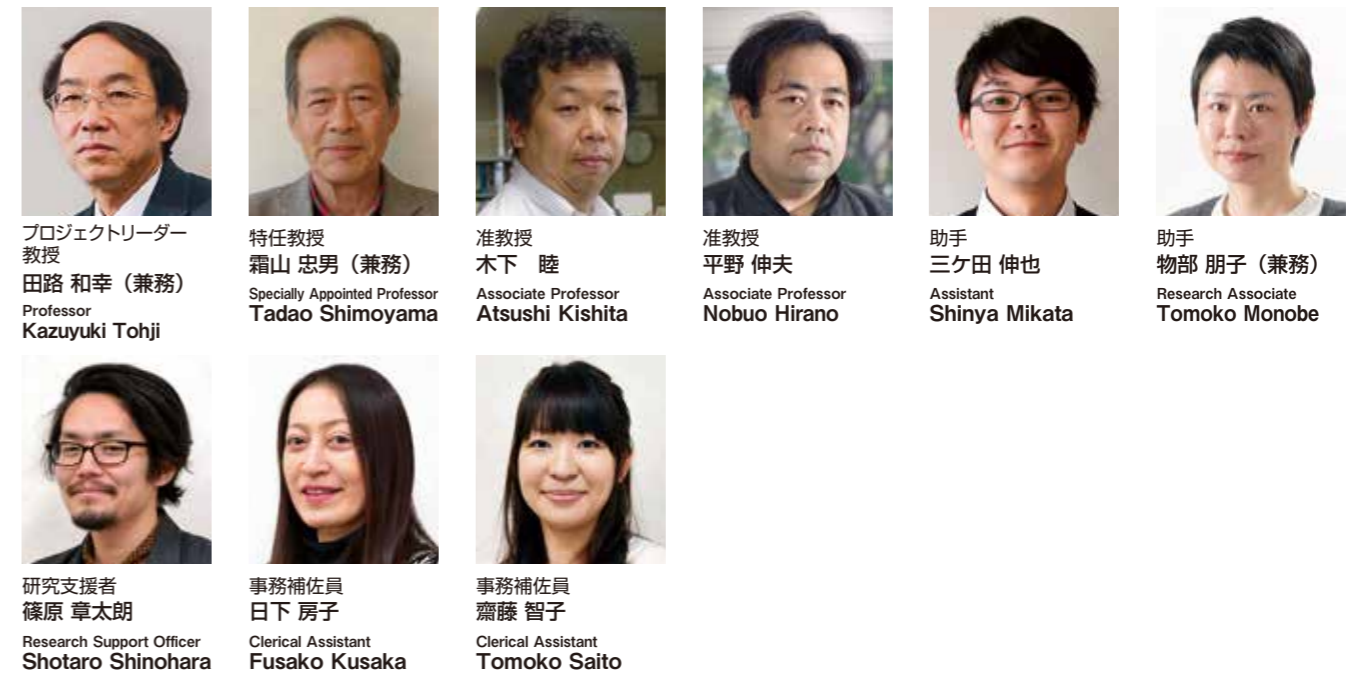 プロジェクトリーダー
教授
田路 和幸（兼務）
Professor
Kazuyuki Tohji
特任教授
霜山 忠男（兼務）
Specially Appointed Professor
Tadao Shimoyama
准教授
木下　睦
Associate Professor
Atsushi Kishita
准教授
平野 伸夫
Associate Professor
Nobuo Hirano
助手
三ケ田 伸也
Assistant
Shinya Mikata
助手
物部 朋子（兼務）
Research Associate
Tomoko Monobe
研究支援者
篠原 章太朗
Research Support Officer
Shotaro Shinohara
事務補佐員
日下 房子
Clerical Assistant
Fusako Kusaka
事務補佐員
齋藤 智子
Clerical Assistant
Tomoko Saito